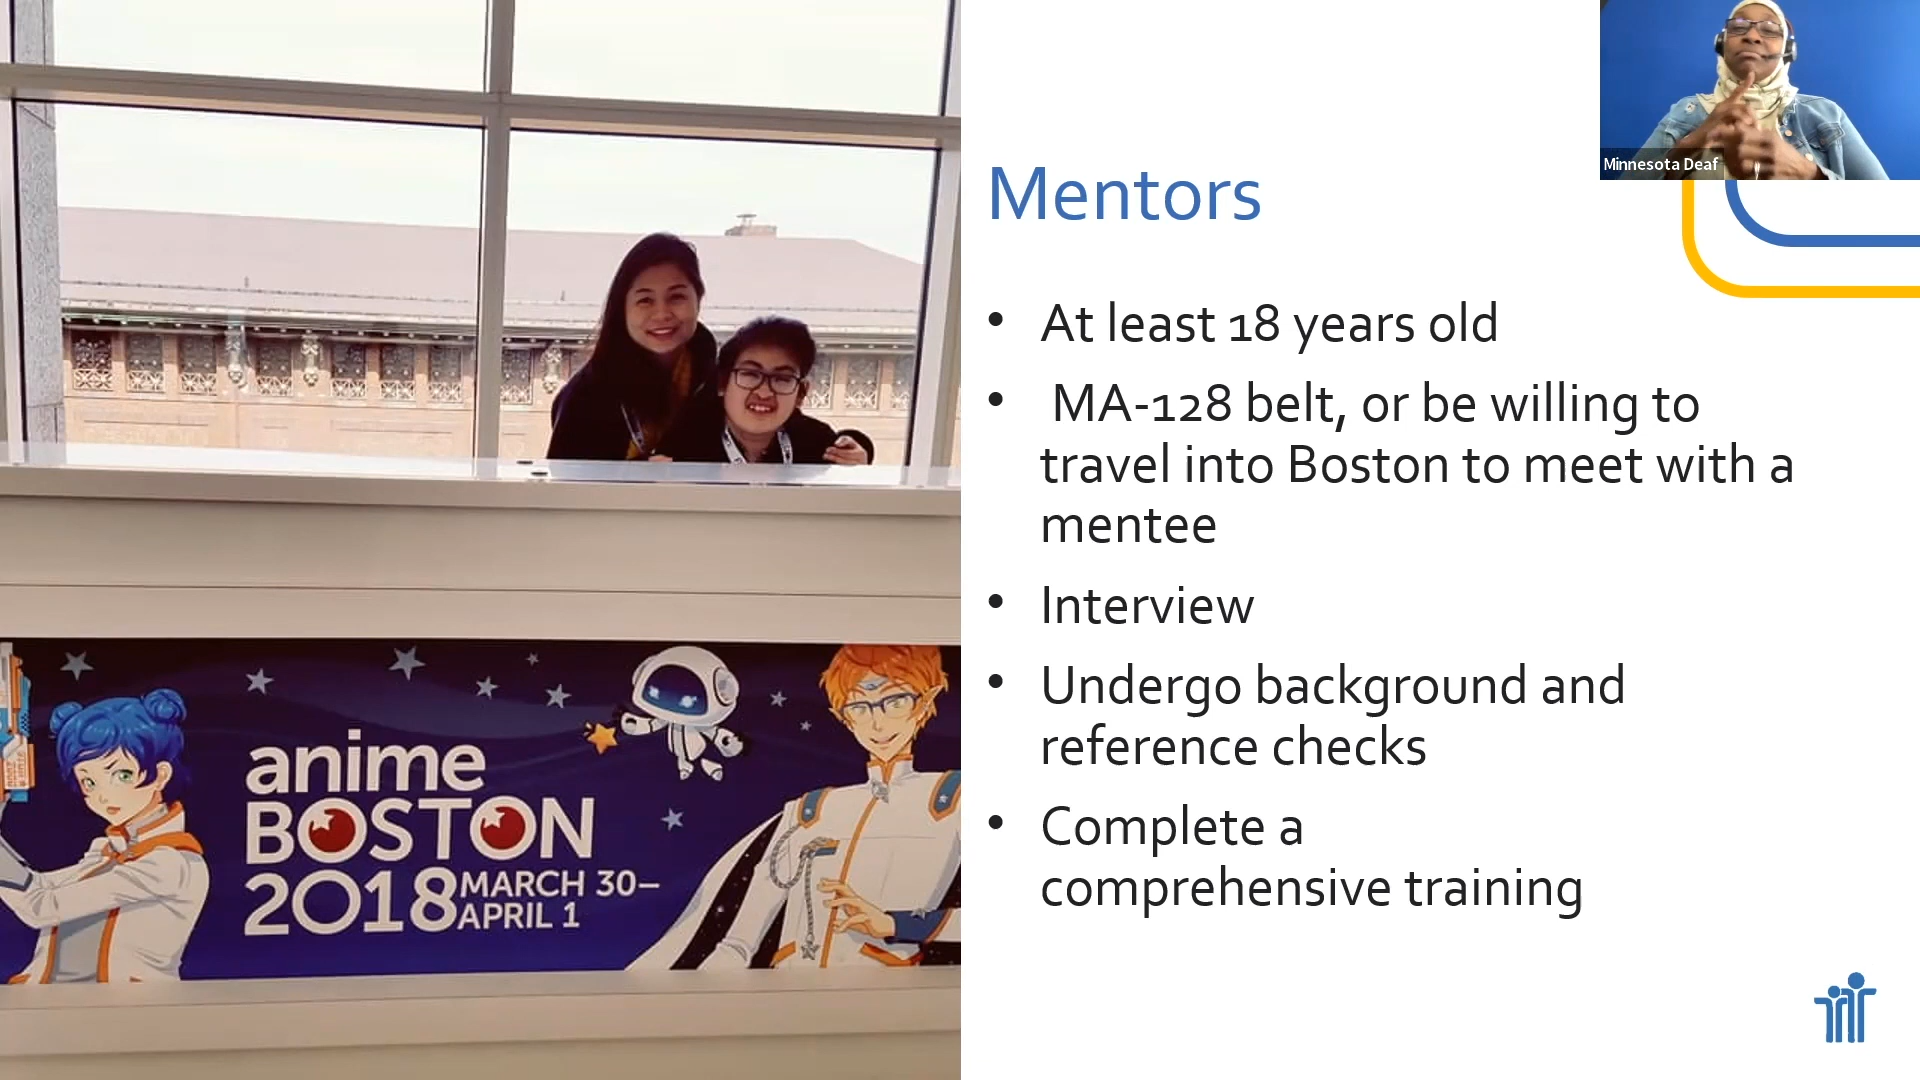 Minnesota Deaf
Mentors
• At least 18 years old
• MA-128 belt, or be willing to
travel into Boston to meet with a
mentee
• Interview
• Undergo background and
reference checks
• Complete a
comprehensive training
anime
BOSTON
2018 MARCH 30–
APRIL 1